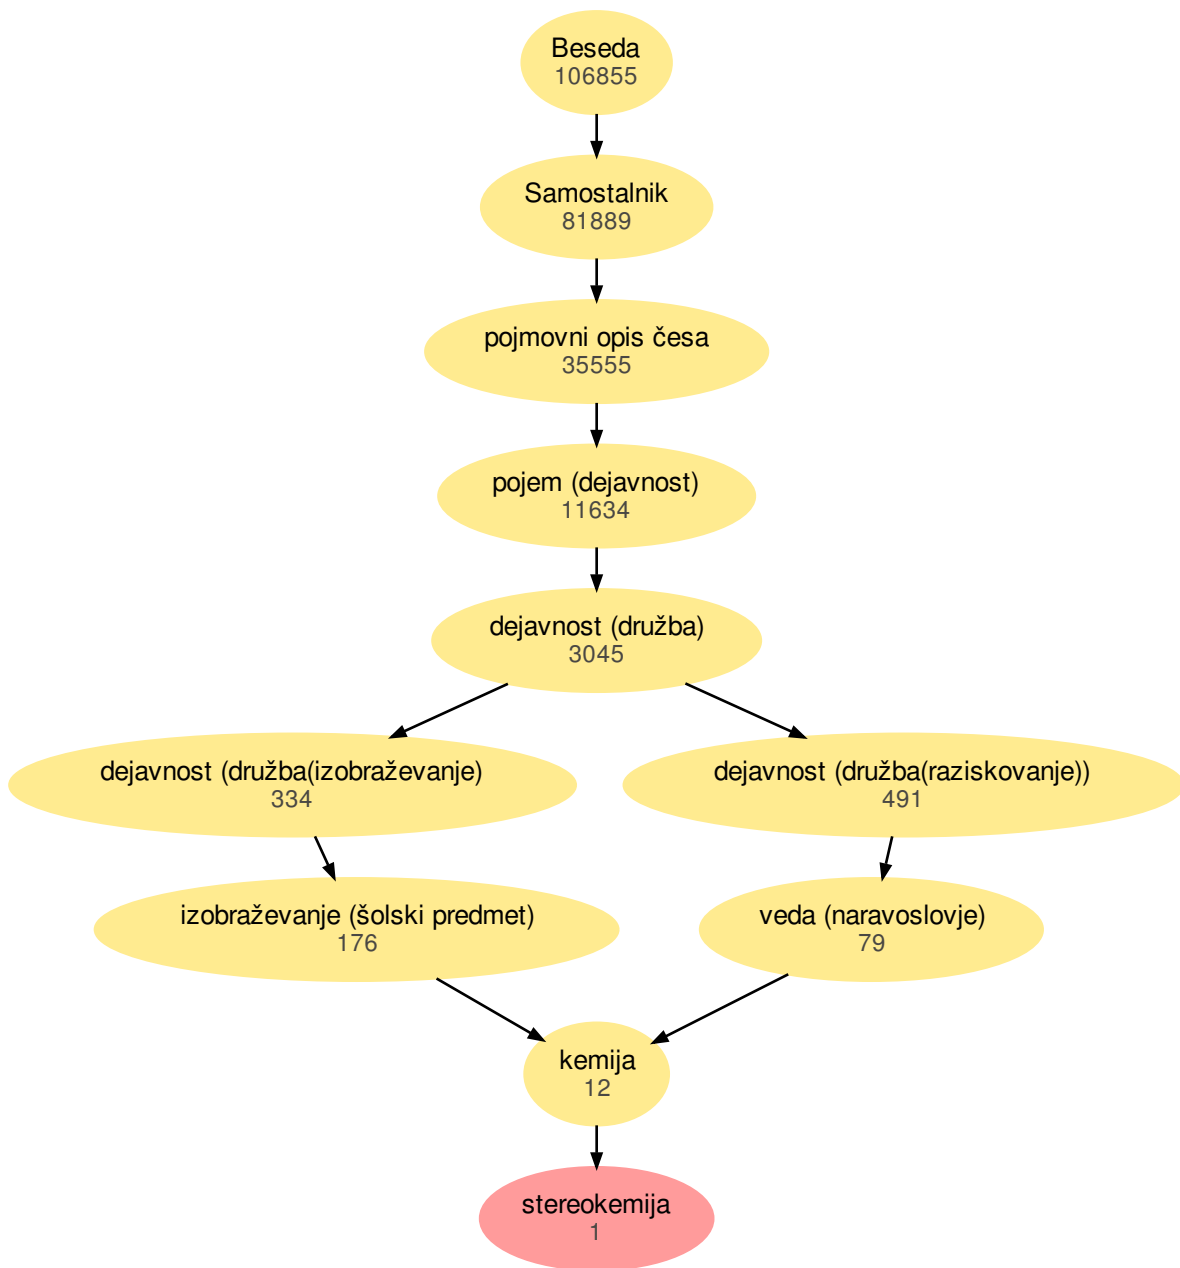 Beseda
106855
Samostalnik
81889
pojmovni opis česa
35555
pojem (dejavnost)
11634
dejavnost (družba)
3045
dejavnost (družba(izobraževanje)
334
dejavnost (družba(raziskovanje))
491
izobraževanje (šolski predmet)
176
veda (naravoslovje)
79
kemija
12
stereokemija
1